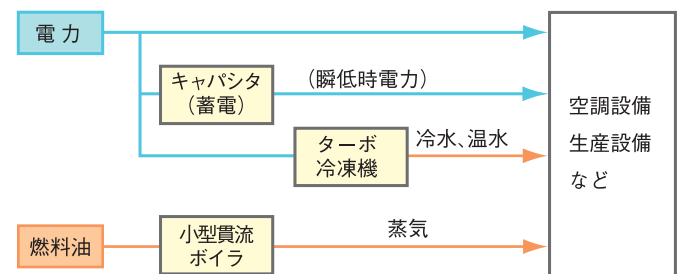 電力
キャパシタ
(蓄電)
(瞬低時電力)
ターボ
冷凍機
冷水、温水
空調設備
生産設備
など
燃料油
小型貫流
ボイラ
蒸気